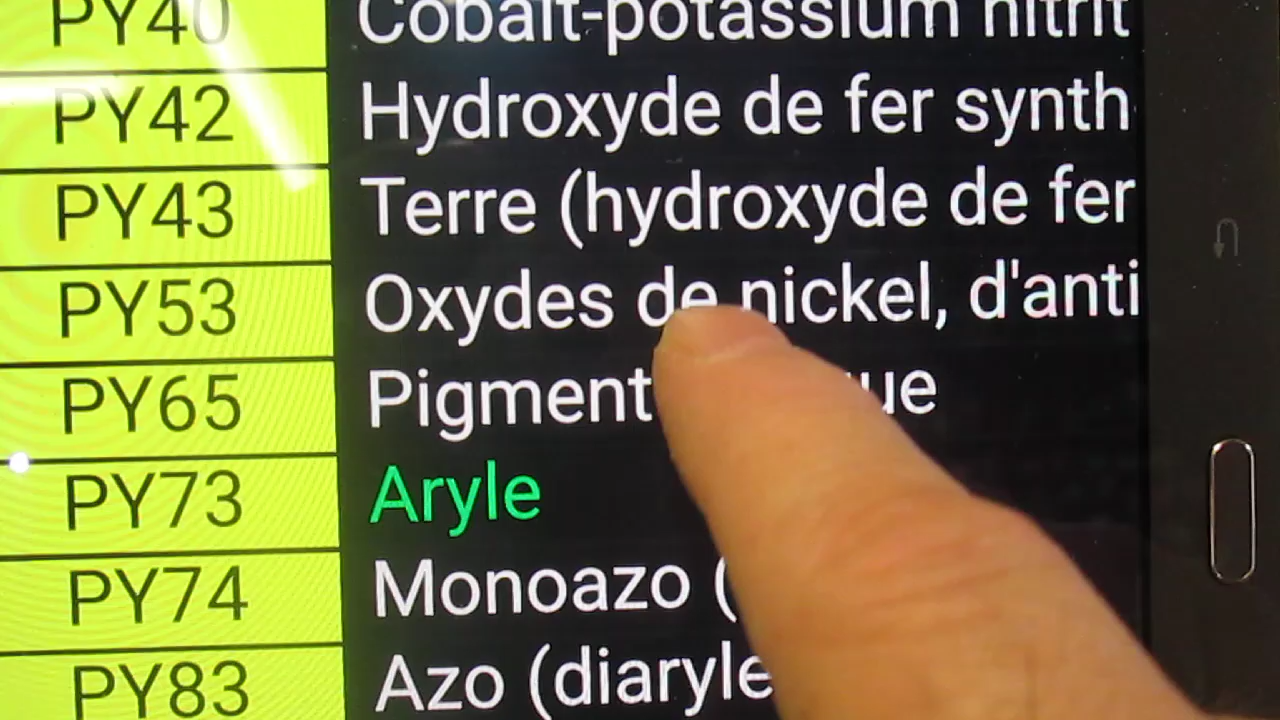 PY40 Cobalt-potassium nitrit
PY42 Hydroxyde de fer synth
PY43 Terre (hydroxyde de fer
PY53 Oxydes de nickel, d'anti
PY65 Pigment
PY73 Aryle
PY74 Monoazo (
PY83 Azo (diaryle